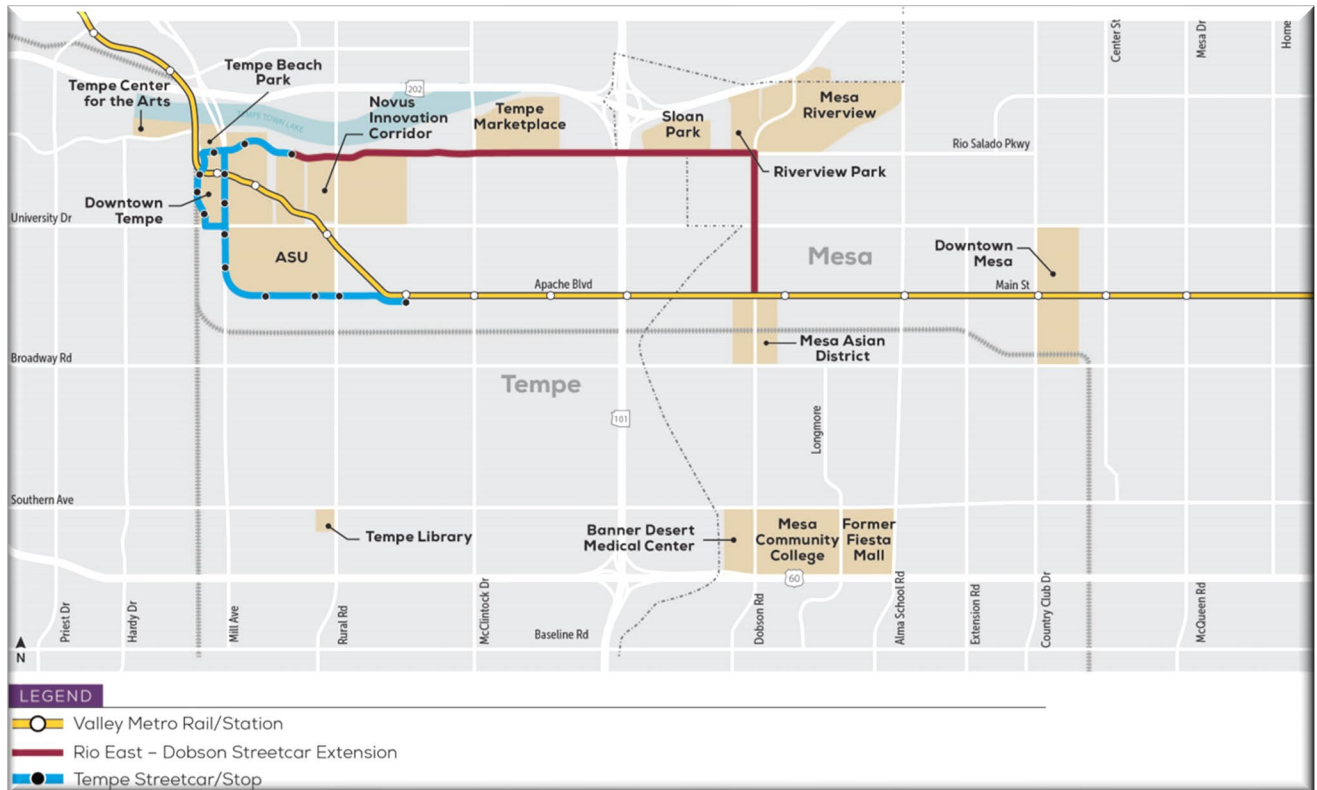 Center St
Mesa Dr
Home
Tempe Beach
Park
Tempe Center
for the Arts
202
Novus
Innovation
Corridor
TEMPE TOWN LAKE
Tempe
Marketplace
Sloan
Park
Mesa
Riverview
Rio Salado Pkwy
Riverview Park
Downtown
Tempe
University Dr
ASU
Mesa
Downtown
Mesa
Apache Blvd
Main St
Mesa Asian
District
Broadway Rd
Tempe
101
Longmore
Southern Ave
Tempe Library
Banner Desert
Medical Center
Mesa
Community
College
Former
Fiesta
Mall
60
Priest Dr
Hardy Dr
Mill Ave
Rural Rd
McClintock Dr
Baseline Rd
Dobson Rd
Alma School Rd
Extension Rd
Country Club Dr
McQueen Rd
N
LEGEND
Valley Metro Rail/Station
Rio East – Dobson Streetcar Extension
Tempe Streetcar/Stop